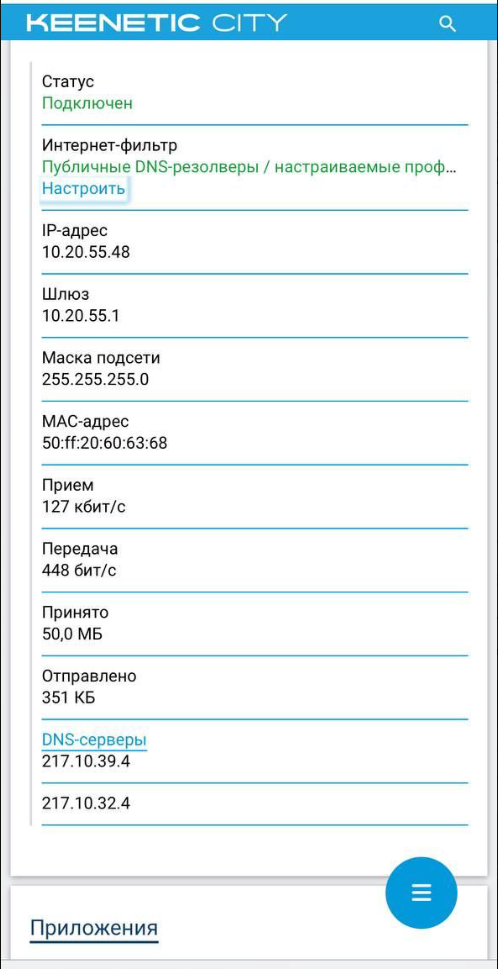 KEENETIC CITY
Статус
Подключен
Интернет-фильтр
Публичные DNS-резолверы / настраиваемые проф...
Настроить
IP-адрес
10.20.55.48
Шлюз
10.20.55.1
Маска подсети
255.255.255.0
MAC-адрес
50:ff:20:60:63:68
Прием
127 кбит/с
Передача
448 бит/с
Принято
50,0 МБ
Отправлено
351 КБ
DNS-серверы
217.10.39.4
217.10.32.4
Приложения